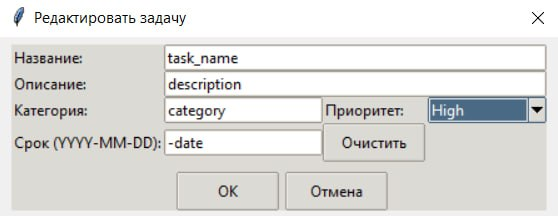 Редактировать задачу
Название: task_name
Описание: description
Категория: category Приоритет: High
Срок (YYYY-MM-DD): -date Очистить
OK Отмена